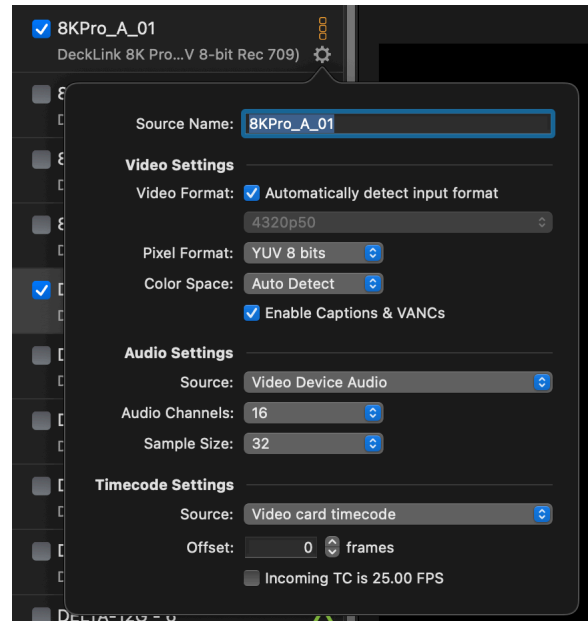 8KPro_A_01
DeckLink 8K Pro...V 8-bit Rec 709)
Source Name: 8KPro_A_01
Video Settings
Video Format: Automatically detect input format
4320p50
Pixel Format: YUV 8 bits
Color Space: Auto Detect
Enable Captions & VANCs
Audio Settings
Source: Video Device Audio
Audio Channels: 16
Sample Size: 32
Timecode Settings
Source: Video card timecode
Offset: 0 frames
Incoming TC is 25.00 FPS
DELTA-12G - 6